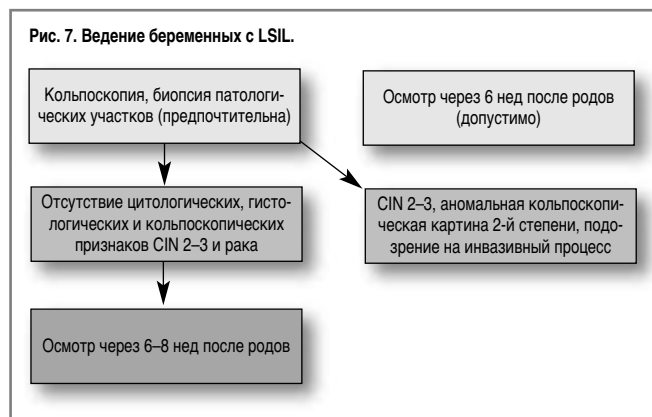 Рис. 7. Ведение беременных с LSIL.
Кольпоскопия, биопсия патологи-
ческих участков (предпочтительна)
Осмотр через 6 нед после родов
(допустимо)
Отсутствие цитологических, гисто-
логических и кольпоскопических
признаков CIN 2–3 и рака
CIN 2–3, аномальная кольпоскопи-
ческая картина 2-й степени, подо-
зрение на инвазивный процесс
Осмотр через 6–8 нед после родов